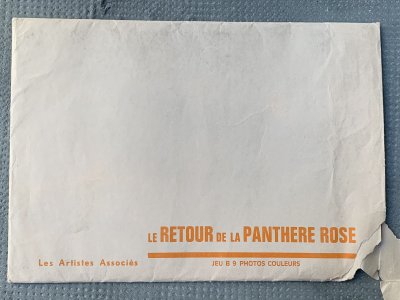 LE RETOUR DE LA PANTHERE ROSE
Les Artistes Associés
JEU B 9 PHOTOS COULEURS